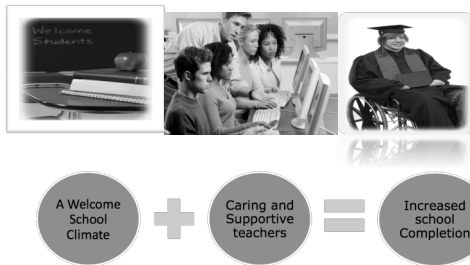 Welcome
Students
A Welcome
School
Climate
Caring and
Supportive
teachers
Increased
school
Completion